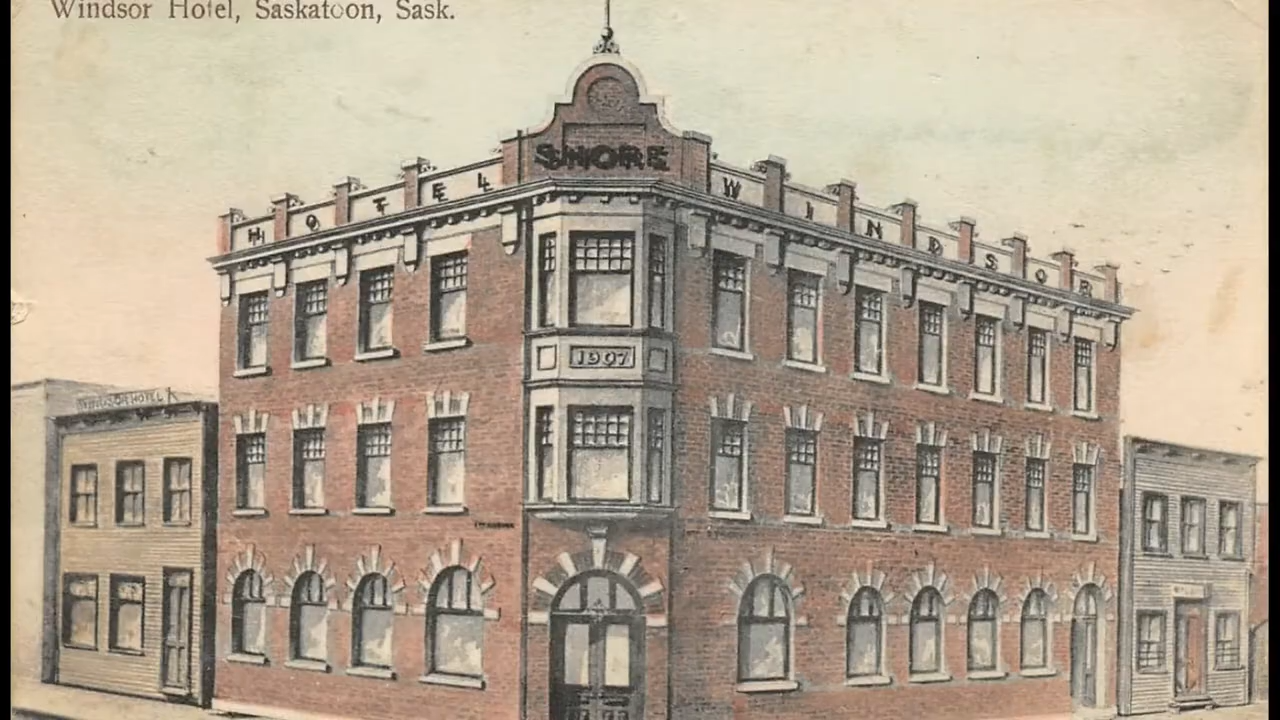 Windsor Hotel, Saskatoon, Sask.
SHORE
HOTEL
WINDSOR
1907
WINDSOR HOTEL